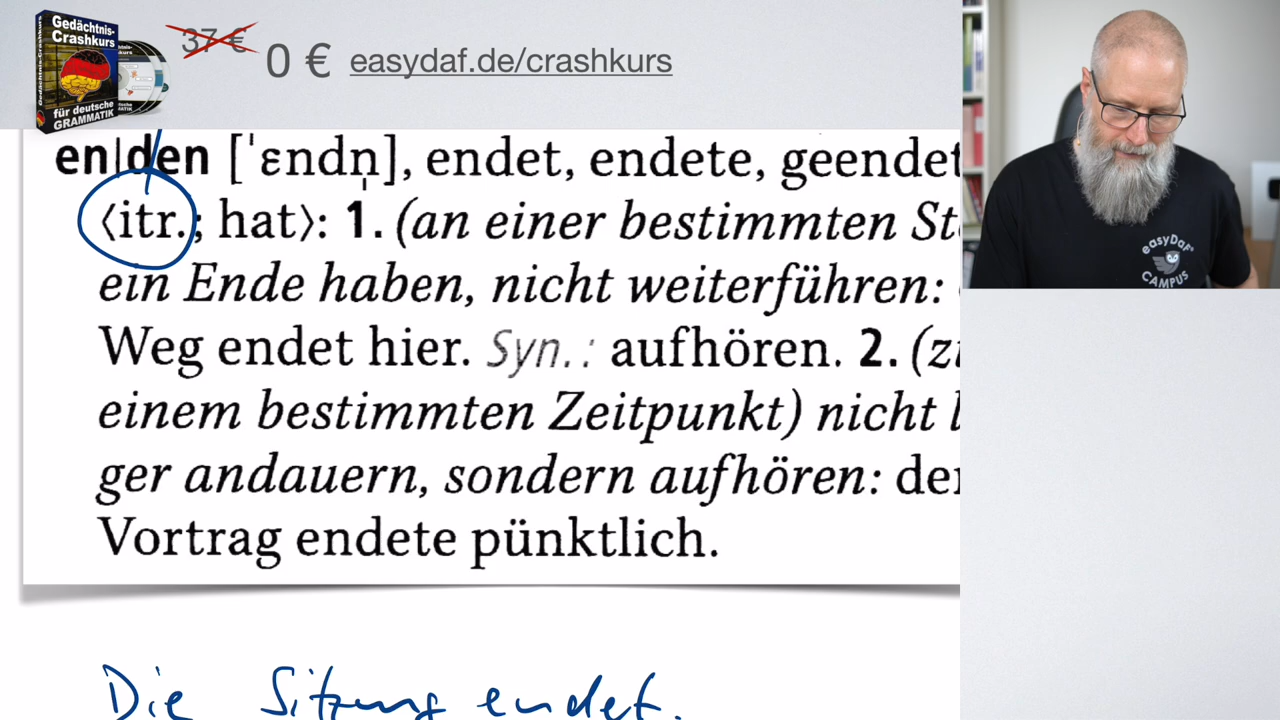 Gedächtnis-
Crashkurs
für deutsche
GRAMMATIK
37 €
0 €
easydaf.de/crashkurs
en|den [ˈɛndn̩], endet, endete, geendet
⟨itr.; hat⟩: 1. (an einer bestimmten St
ein Ende haben, nicht weiterführen:
Weg endet hier. Syn.: aufhören. 2. (z
einem bestimmten Zeitpunkt) nicht l
ger andauern, sondern aufhören: der
Vortrag endete pünktlich.
Die Sitzung endet.
easyDaF
CAMPUS